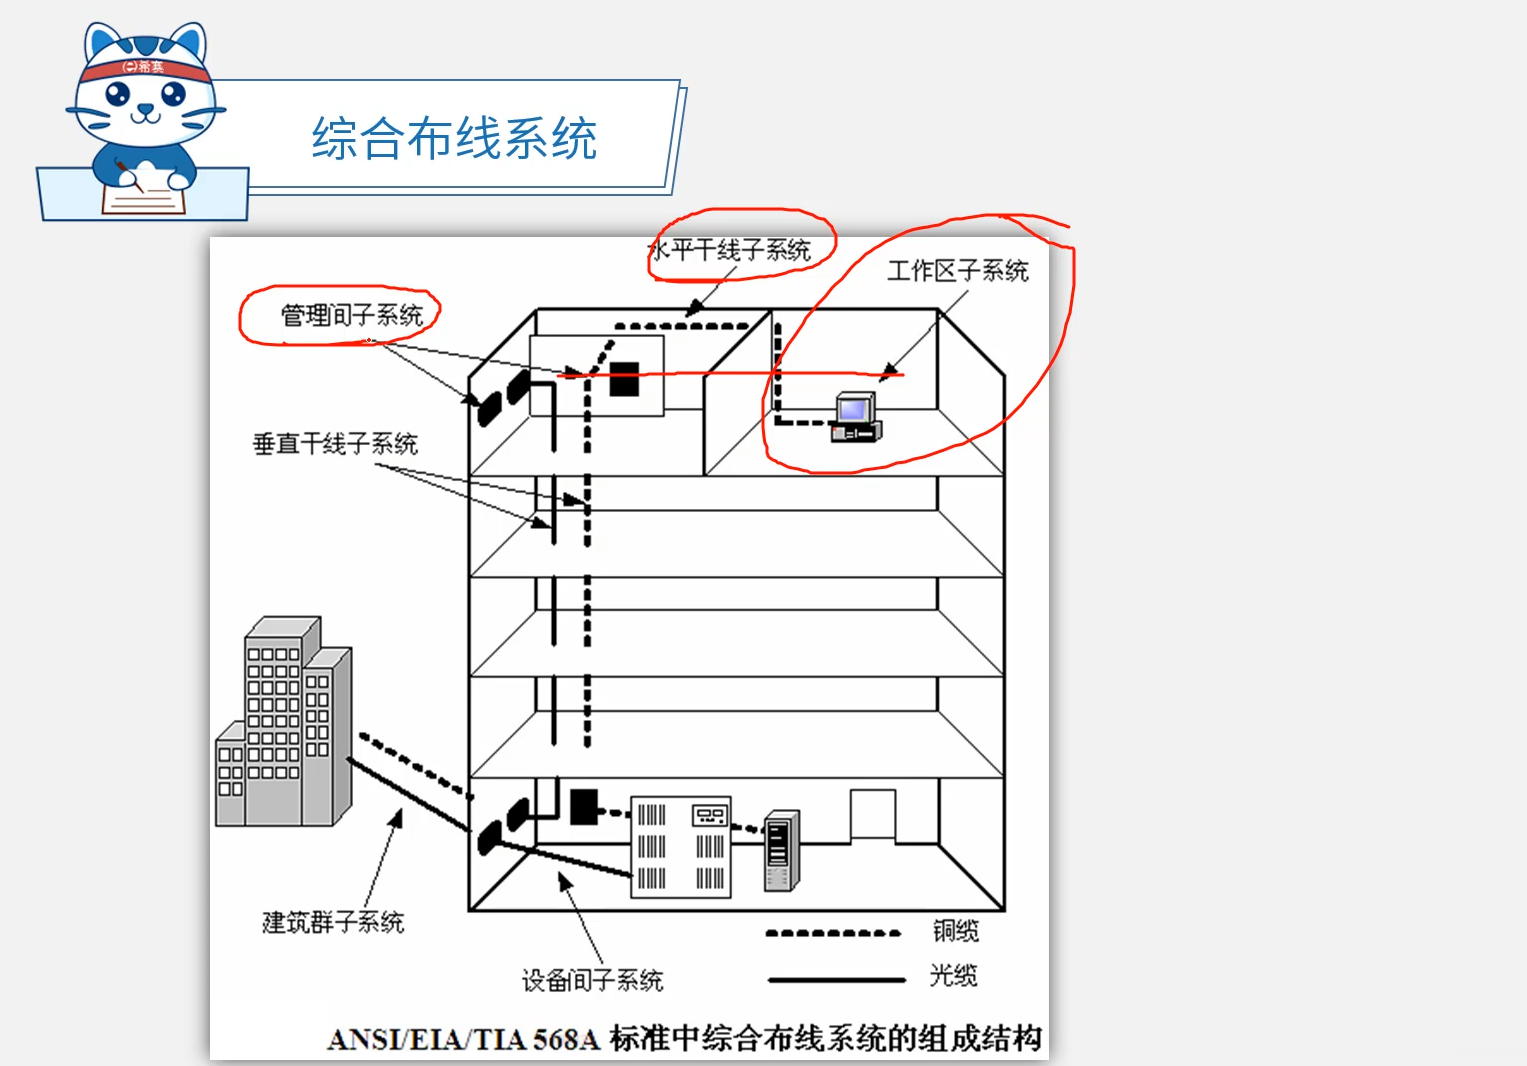 希赛
综合布线系统
水平干线子系统
工作区子系统
管理间子系统
垂直干线子系统
建筑群子系统
设备间子系统
铜缆
光缆
ANSI/EIA/TIA 568A 标准中综合布线系统的组成结构